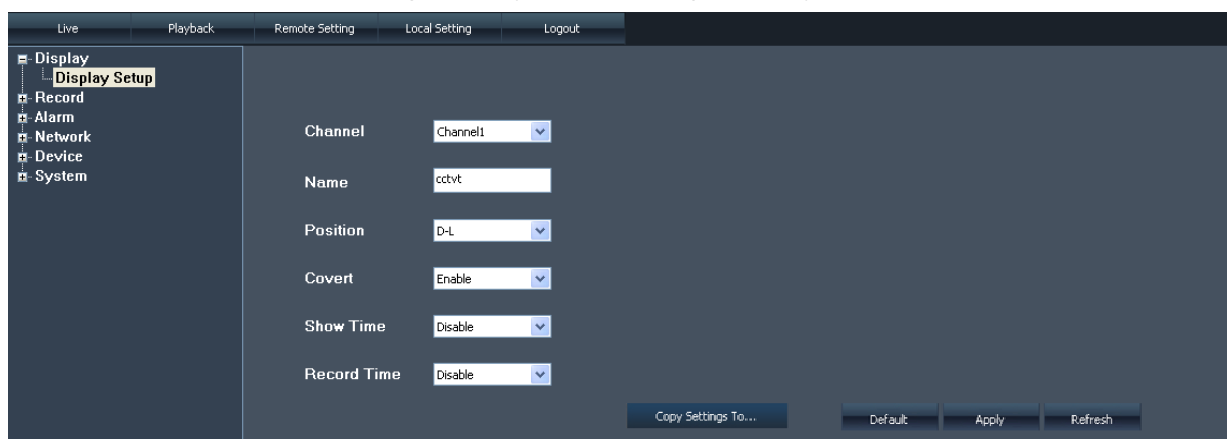 Live Playback Remote Setting Local Setting Logout
Display
Display Setup
Record
Alarm
Network
Device
System
Channel Channel1
Name cctvt
Position D-L
Covert Enable
Show Time Disable
Record Time Disable
Copy Settings To... Default Apply Refresh